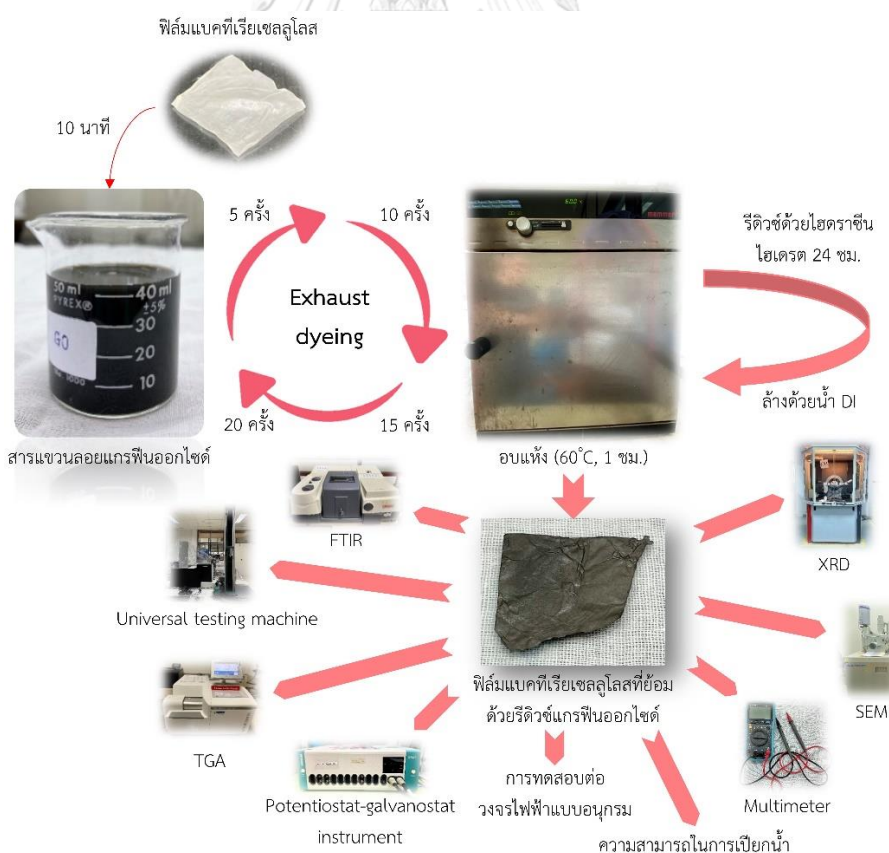 ฟิล์มแบคทีเรียเซลลูโลส
10 นาที
5 ครั้ง
10 ครั้ง
Exhaust
dyeing
20 ครั้ง
15 ครั้ง
50 ml
40 ml
PYREX®
±5%
30
20
10
GO
สารแขวนลอยแกรฟีนออกไซด์
รีดิวซ์ด้วยไฮดราซีน
ไฮเดรต 24 ชม.
ล้างด้วยน้ำ DI
อบแห้ง (60°C, 1 ชม.)
FTIR
XRD
Universal testing machine
ฟิล์มแบคทีเรียเซลลูโลสที่ย้อม
ด้วยรีดิวซ์แกรฟีนออกไซด์
SEM
TGA
Potentiostat-galvanostat
instrument
การทดสอบต่อ
วงจรไฟฟ้าแบบอนุกรม
Multimeter
ความสามารถในการเปียกน้ำ